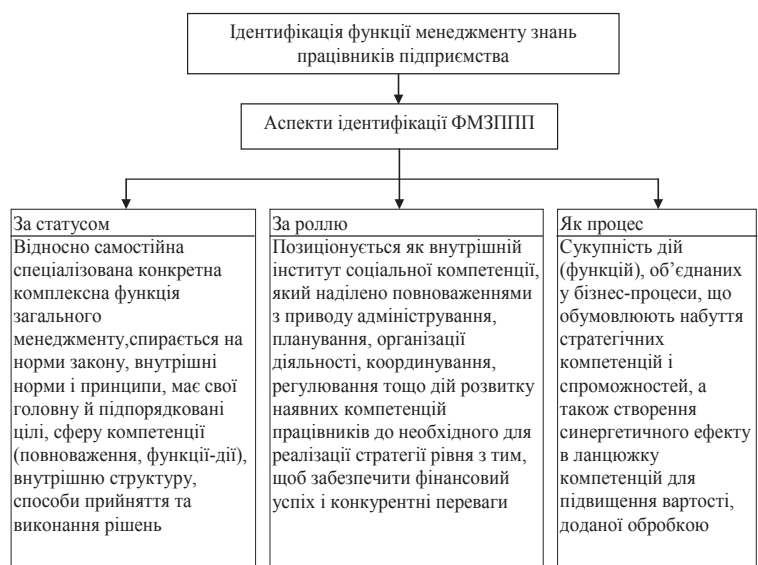 Ідентифікація функції менеджменту знань
працівників підприємства
Аспекти ідентифікації ФМЗППП
За статусом
Відносно самостійна
спеціалізована конкретна
комплексна функція
загального
менеджменту,спирається на
норми закону, внутрішні
норми і принципи, має свої
головну й підпорядковані
цілі, сферу компетенції
(повноваження, функції-дії),
внутрішню структуру,
способи прийняття та
виконання рішень
За роллю
Позиціонується як внутрішній
інститут соціальної компетенції,
який наділено повноваженнями
з приводу адміністрування,
планування, організації
діяльності, координування,
регулювання тощо дій розвитку
наявних компетенцій
працівників до необхідного для
реалізації стратегії рівня з тим,
щоб забезпечити фінансовий
успіх і конкурентні переваги
Як процес
Сукупність дій
(функцій), об’єднаних
у бізнес-процеси, що
обумовлюють набуття
стратегічних
компетенцій і
спроможностей, а
також створення
синергетичного ефекту
в ланцюжку
компетенцій для
підвищення вартості,
доданої обробкою